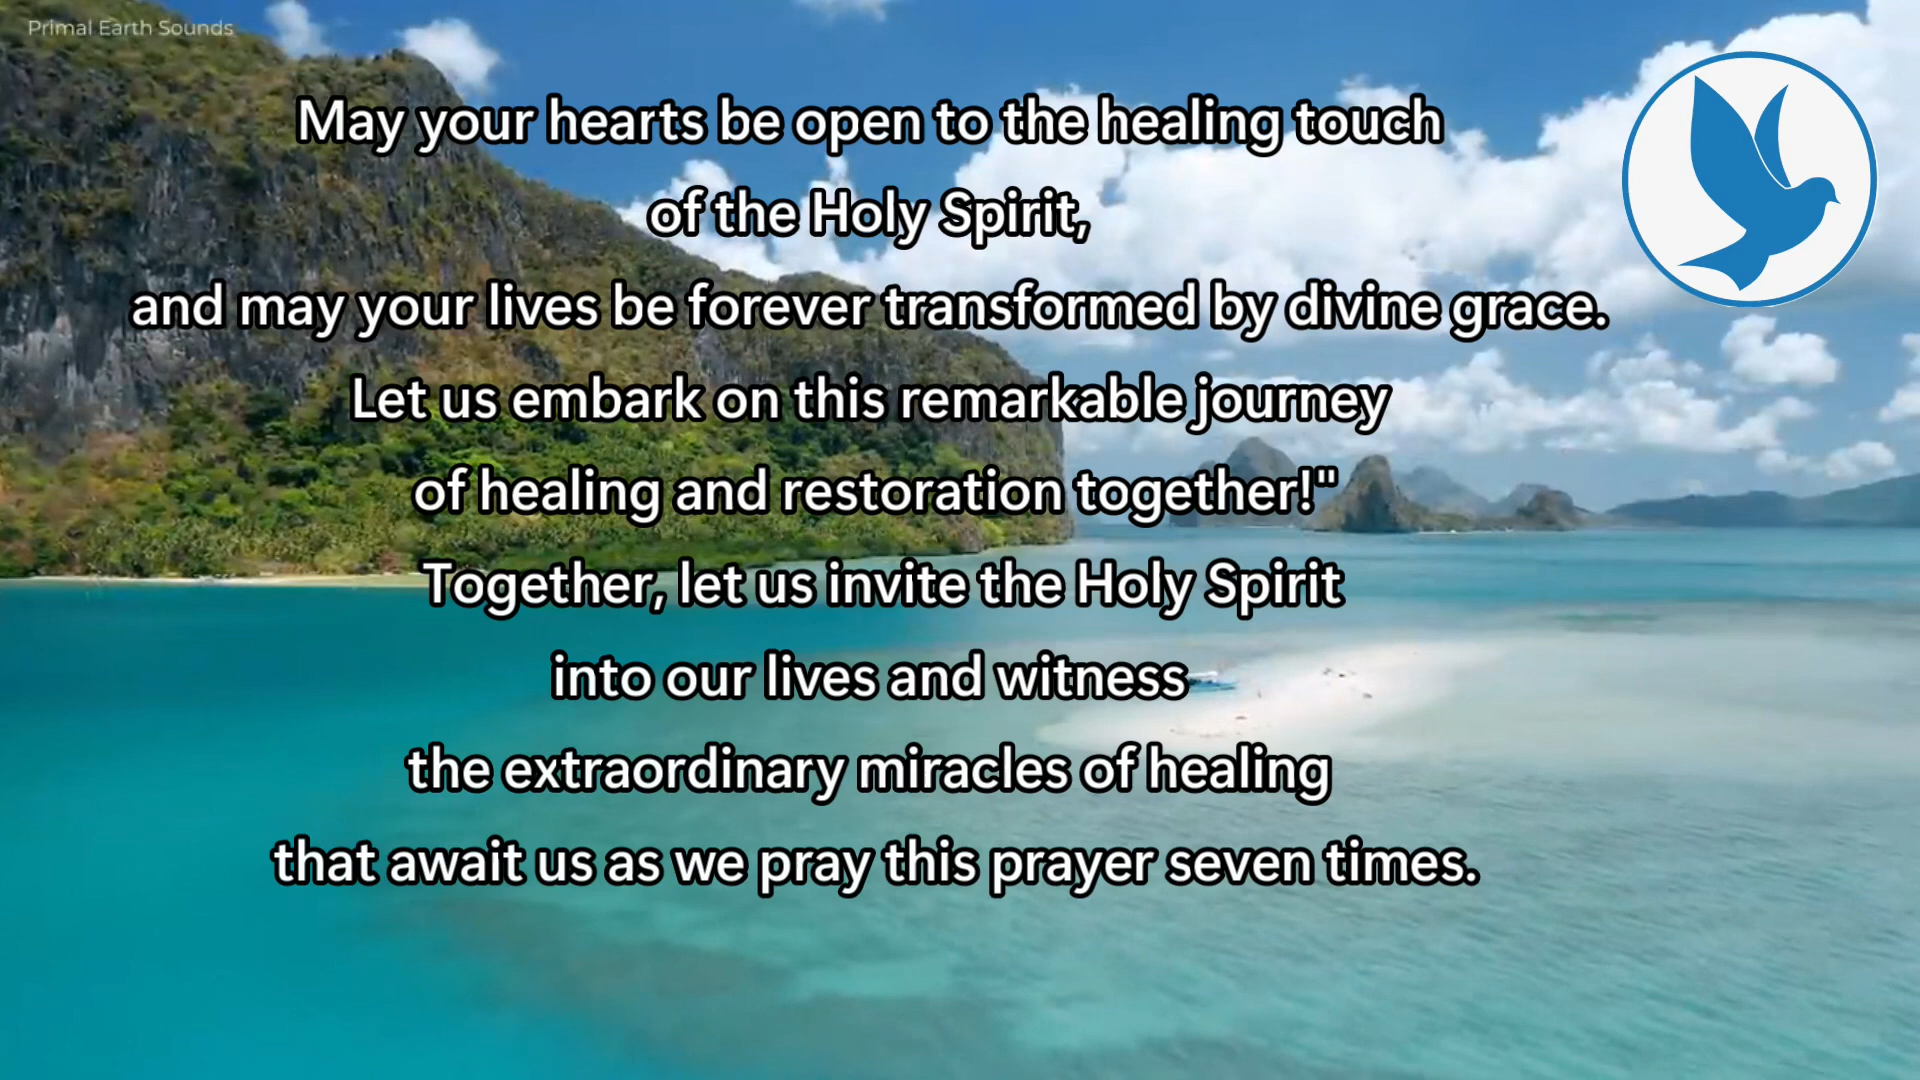 Primal Earth Sounds
May your hearts be open to the healing touch
of the Holy Spirit,
and may your lives be forever transformed by divine grace.
Let us embark on this remarkable journey
of healing and restoration together!"
Together, let us invite the Holy Spirit
into our lives and witness
the extraordinary miracles of healing
that await us as we pray this prayer seven times.